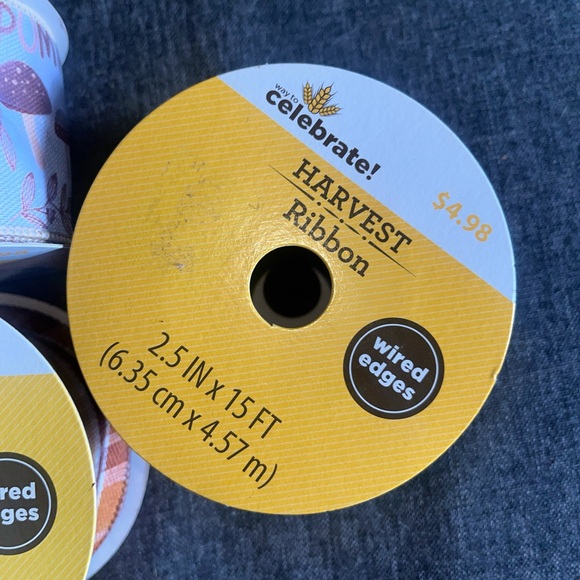 way to
celebrate!
HARVEST
Ribbon
$4.98
wired
edges
2.5 IN x 15 FT
(6.35 cm x 4.57 m)
red
ges